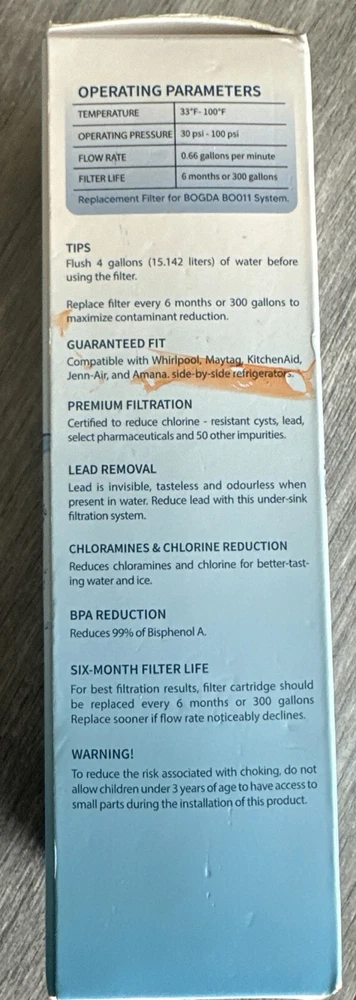 OPERATING PARAMETERS
TEMPERATURE 33°F- 100°F
OPERATING PRESSURE 30 psi - 100 psi
FLOW RATE 0.66 gallons per minute
FILTER LIFE 6 months or 300 gallons
Replacement Filter for BOGDA BO011 System.
TIPS
Flush 4 gallons (15.142 liters) of water before
using the filter.
Replace filter every 6 months or 300 gallons to
maximize contaminant reduction.
GUARANTEED FIT
Compatible with Whirlpool, Maytag, KitchenAid,
Jenn-Air, and Amana. side-by-side refrigerators.
PREMIUM FILTRATION
Certified to reduce chlorine - resistant cysts, lead,
select pharmaceuticals and 50 other impurities.
LEAD REMOVAL
Lead is invisible, tasteless and odourless when
present in water. Reduce lead with this under-sink
filtration system.
CHLORAMINES & CHLORINE REDUCTION
Reduces chloramines and chlorine for better-tast-
ing water and ice.
BPA REDUCTION
Reduces 99% of Bisphenol A.
SIX-MONTH FILTER LIFE
For best filtration results, filter cartridge should
be replaced every 6 months or 300 gallons
Replace sooner if flow rate noticeably declines.
WARNING!
To reduce the risk associated with choking, do not
allow children under 3 years of age to have access to
small parts during the installation of this product.